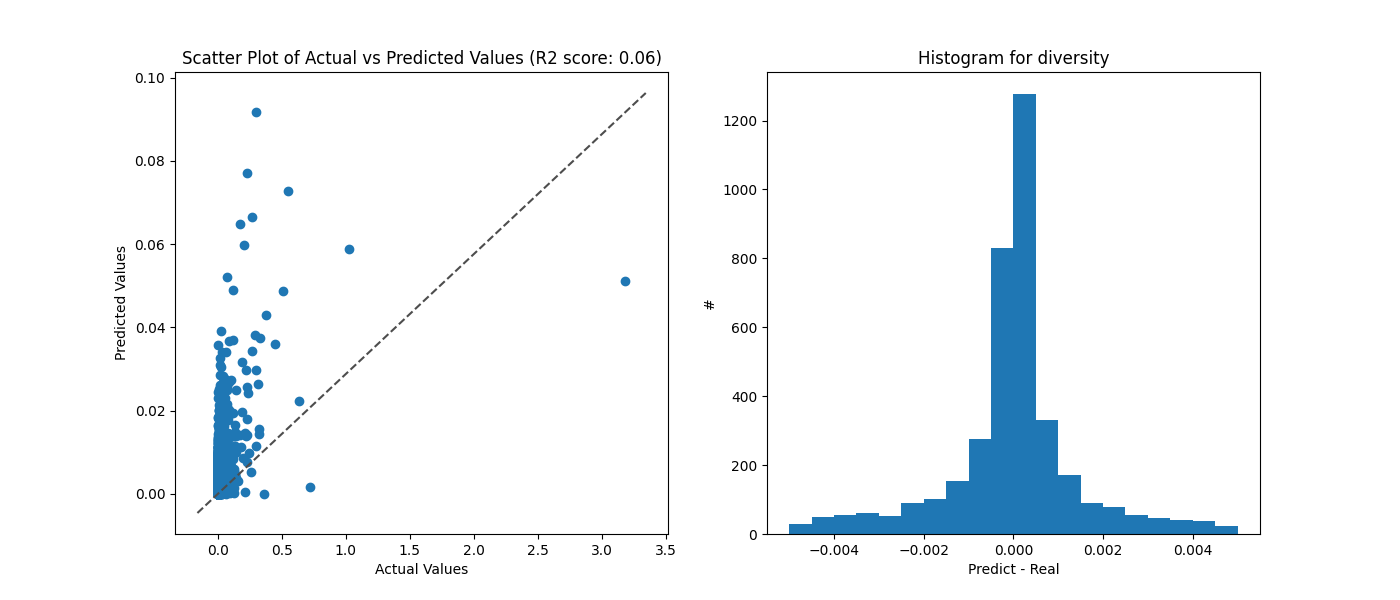 Scatter Plot of Actual vs Predicted Values (R2 score: 0.06)
Predicted Values
0.10
0.08
0.06
0.04
0.02
0.00
0.0 0.5 1.0 1.5 2.0 2.5 3.0 3.5
Actual Values
Histogram for diversity
#
1200
1000
800
600
400
200
0
−0.004 −0.002 0.000 0.002 0.004
Predict - Real